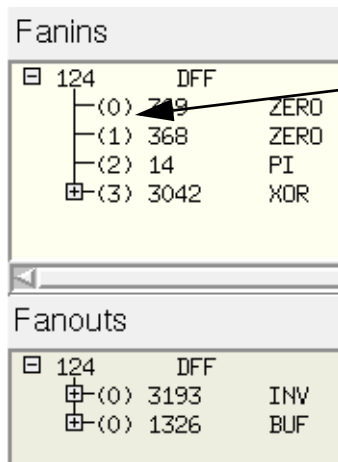 Fanins
124 DFF
(0) ZERO
(1) 368 ZERO
(2) 14 PI
(3) 3042 XOR
Fanouts
124 DFF
(0) 3193 INV
(0) 1326 BUF